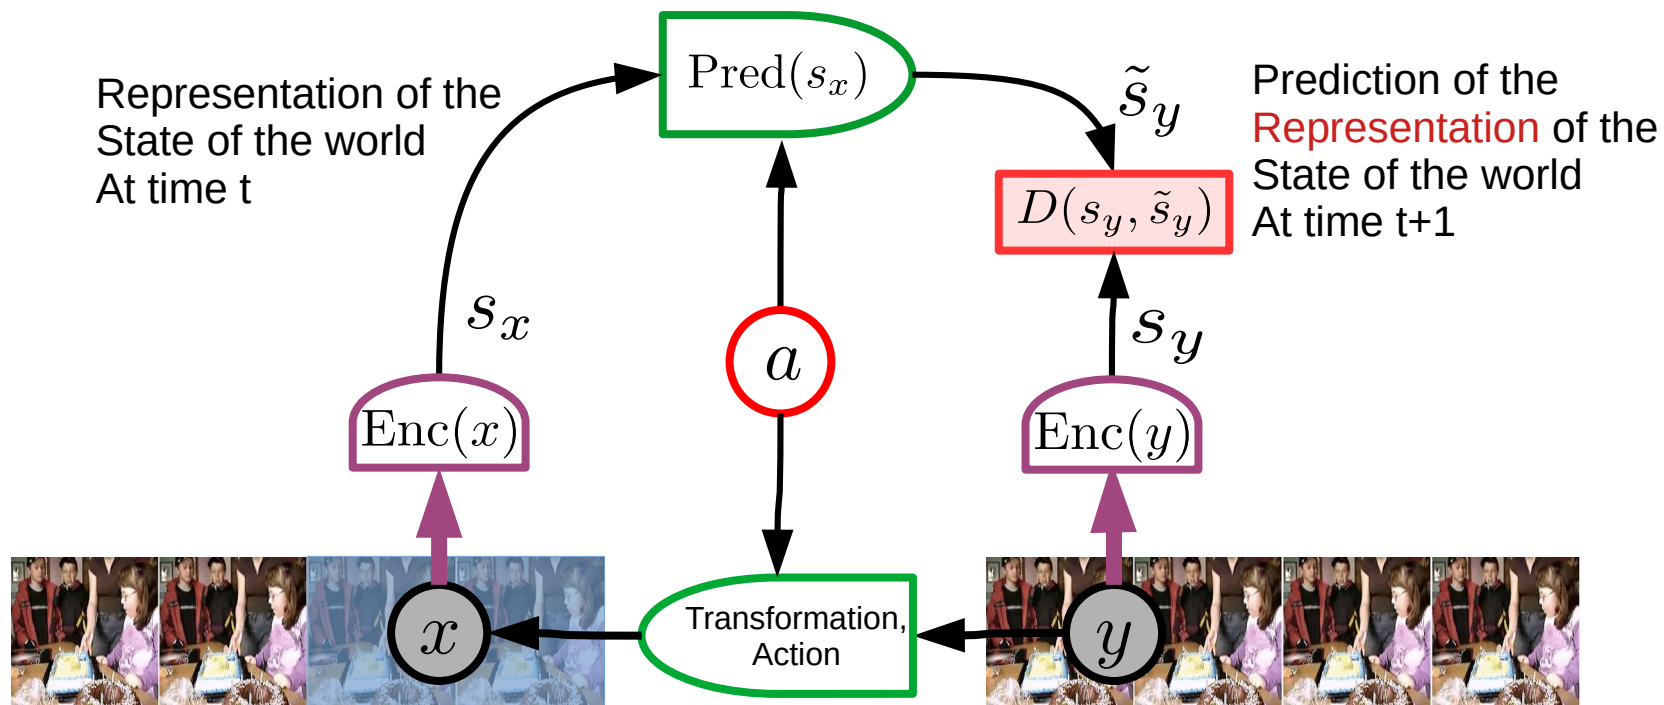 Representation of the
State of the world
At time t
Pred(s_x)
s̃_y
Prediction of the
Representation of the
State of the world
At time t+1
D(s_y, s̃_y)
s_x
a
s_y
Enc(x)
Enc(y)
x
Transformation,
Action
y